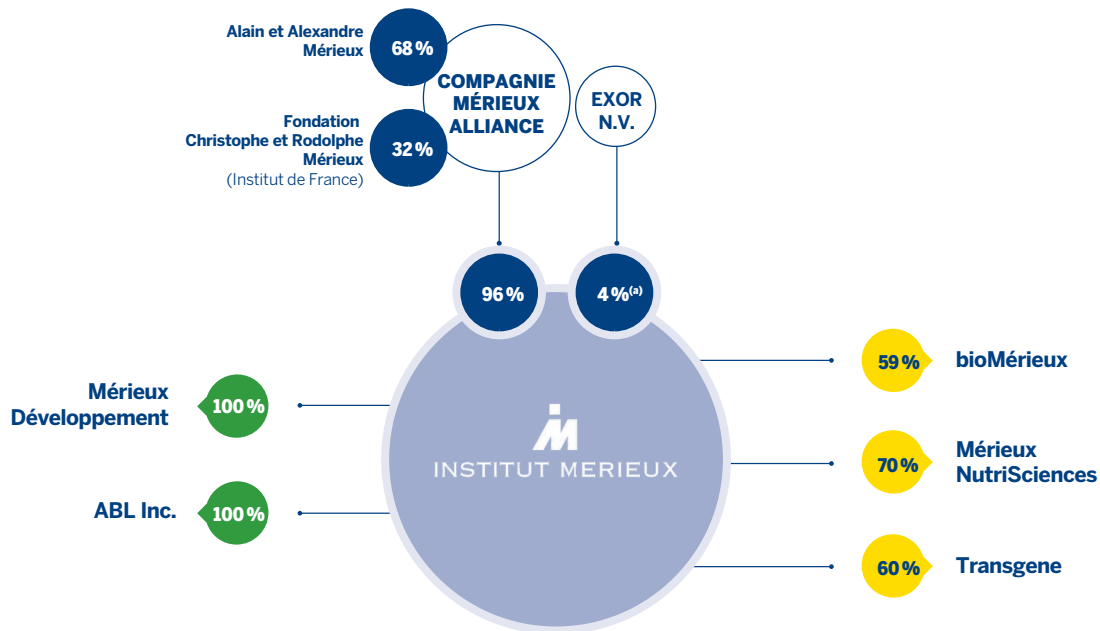 Alain et Alexandre
Mérieux
68 %
Fondation
Christophe et Rodolphe
Mérieux
(Institut de France)
32 %
COMPAGNIE
MÉRIEUX
ALLIANCE
EXOR
N.V.
96 %
4 %(a)
Mérieux
Développement
100 %
ABL Inc.
100 %
INSTITUT MERIEUX
59 %
bioMérieux
70 %
Mérieux
NutriSciences
60 %
Transgene